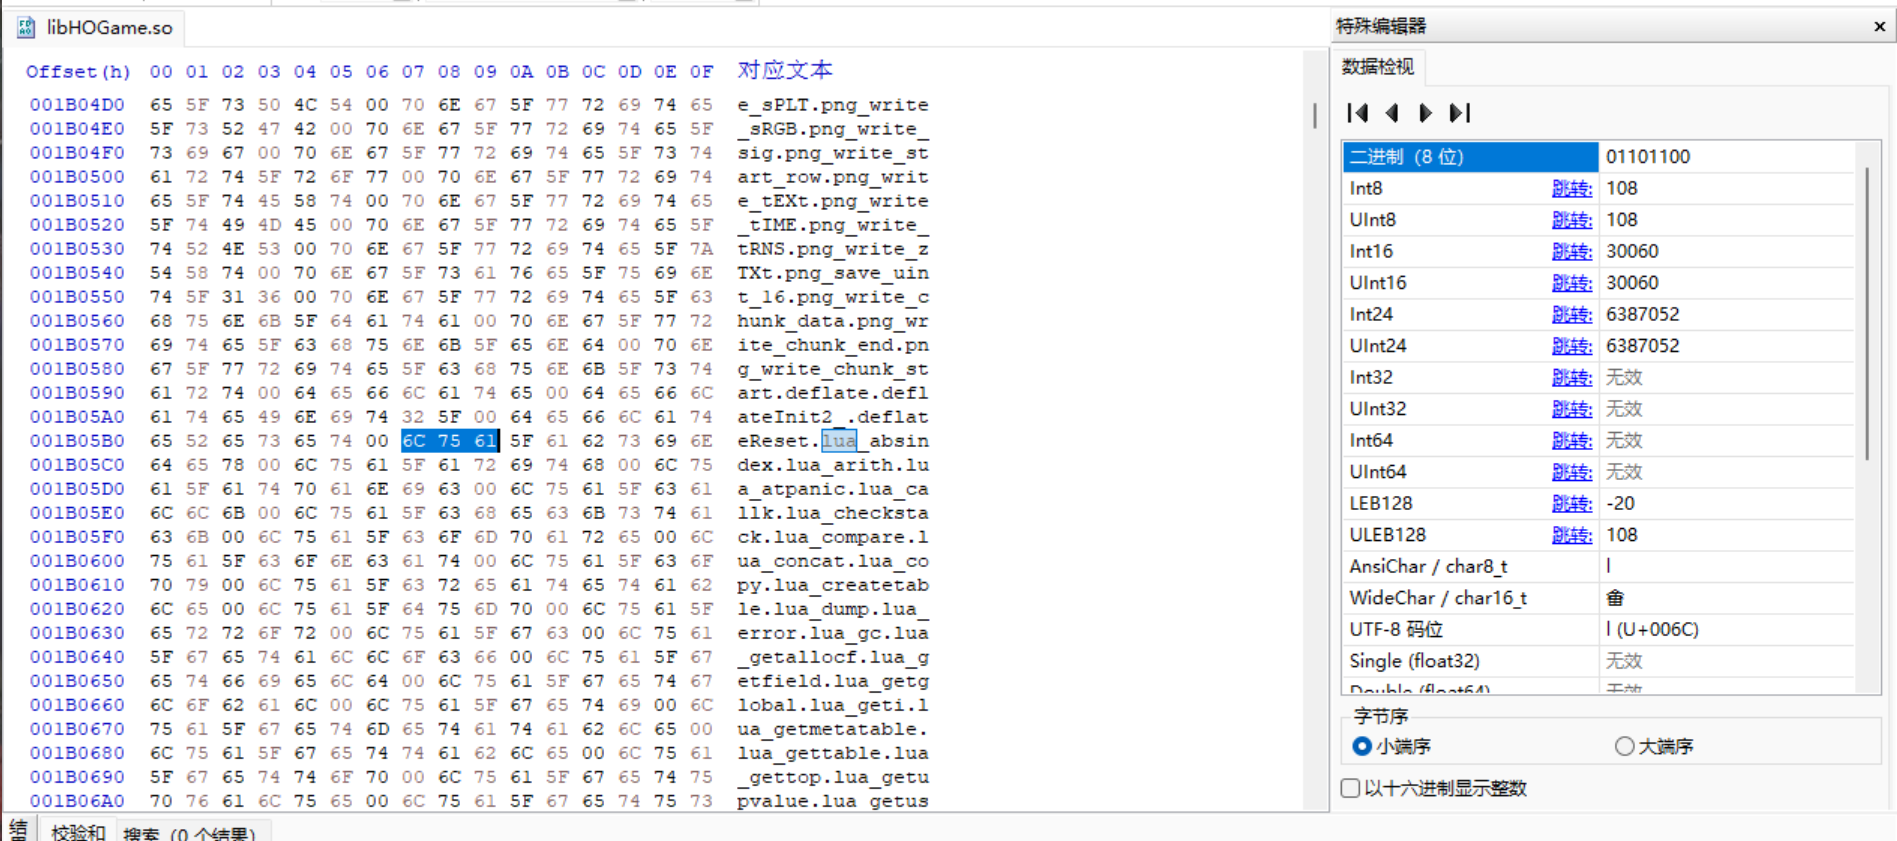 libHOGame.so
Offset(h) 00 01 02 03 04 05 06 07 08 09 0A 0B 0C 0D 0E 0F 对应文本
001B04D0 65 5F 73 50 4C 54 00 70 6E 67 5F 77 72 69 74 65 e_sPLT.png_write
001B04E0 5F 73 52 47 42 00 70 6E 67 5F 77 72 69 74 65 5F _sRGB.png_write_
001B04F0 73 69 67 00 70 6E 67 5F 77 72 69 74 65 5F 73 74 sig.png_write_st
001B0500 61 72 74 5F 72 6F 77 00 70 6E 67 5F 77 72 69 74 art_row.png_writ
001B0510 65 5F 74 45 58 74 00 70 6E 67 5F 77 72 69 74 65 e_tEXt.png_write
001B0520 5F 74 49 4D 45 00 70 6E 67 5F 77 72 69 74 65 5F _tIME.png_write_
001B0530 74 52 4E 53 00 70 6E 67 5F 77 72 69 74 65 5F 7A tRNS.png_write_z
001B0540 54 58 74 00 70 6E 67 5F 73 61 76 65 5F 75 69 6E TXt.png_save_uin
001B0550 74 5F 31 36 00 70 6E 67 5F 77 72 69 74 65 5F 63 t_16.png_write_c
001B0560 68 75 6E 6B 5F 64 61 74 61 00 70 6E 67 5F 77 72 hunk_data.png_wr
001B0570 69 74 65 5F 63 68 75 6E 6B 5F 65 6E 64 00 70 6E ite_chunk_end.pn
001B0580 67 5F 77 72 69 74 65 5F 63 68 75 6E 6B 5F 73 74 g_write_chunk_st
001B0590 61 72 74 00 64 65 66 6C 61 74 65 00 64 65 66 6C art.deflate.defl
001B05A0 61 74 65 49 6E 69 74 32 5F 00 64 65 66 6C 61 74 ateInit2_.deflat
001B05B0 65 52 65 73 65 74 00 6C 75 61 5F 61 62 73 69 6E eReset.lua_absin
001B05C0 64 65 78 00 6C 75 61 5F 61 72 69 74 68 00 6C 75 dex.lua_arith.lu
001B05D0 61 5F 61 74 70 61 6E 69 63 00 6C 75 61 5F 63 61 a_atpanic.lua_ca
001B05E0 6C 6C 6B 00 6C 75 61 5F 63 68 65 63 6B 73 74 61 llk.lua_checksta
001B05F0 63 6B 00 6C 75 61 5F 63 6F 6D 70 61 72 65 00 6C ck.lua_compare.l
001B0600 75 61 5F 63 6F 6E 63 61 74 00 6C 75 61 5F 63 6F ua_concat.lua_co
001B0610 70 79 00 6C 75 61 5F 63 72 65 61 74 65 74 61 62 py.lua_createtab
001B0620 6C 65 00 6C 75 61 5F 64 75 6D 70 00 6C 75 61 5F le.lua_dump.lua_
001B0630 65 72 72 6F 72 00 6C 75 61 5F 67 63 00 6C 75 61 error.lua_gc.lua
001B0640 5F 67 65 74 61 6C 6C 6F 63 66 00 6C 75 61 5F 67 _getallocf.lua_g
001B0650 65 74 66 69 65 6C 64 00 6C 75 61 5F 67 65 74 67 etfield.lua_getg
001B0660 6C 6F 62 61 6C 00 6C 75 61 5F 67 65 74 69 00 6C lobal.lua_geti.l
001B0670 75 61 5F 67 65 74 6D 65 74 61 74 61 62 6C 65 00 ua_getmetatable.
001B0680 6C 75 61 5F 67 65 74 74 61 62 6C 65 00 6C 75 61 lua_gettable.lua
001B0690 5F 67 65 74 74 6F 70 00 6C 75 61 5F 67 65 74 75 _gettop.lua_getu
001B06A0 70 76 61 6C 75 65 00 6C 75 61 5F 67 65 74 75 73 pvalue.lua_getus
校验和 搜索 (0 个结果)
特殊编辑器
数据检视
二进制 (8 位) 01101100
Int8 跳转: 108
UInt8 跳转: 108
Int16 跳转: 30060
UInt16 跳转: 30060
Int24 跳转: 6387052
UInt24 跳转: 6387052
Int32 跳转: 无效
UInt32 跳转: 无效
Int64 跳转: 无效
UInt64 跳转: 无效
LEB128 跳转: -20
ULEB128 跳转: 108
AnsiChar / char8_t l
WideChar / char16_t 畬
UTF-8 码位 l (U+006C)
Single (float32) 无效
Double (float64) 无效
字节序
小端序 大端序
以十六进制显示整数